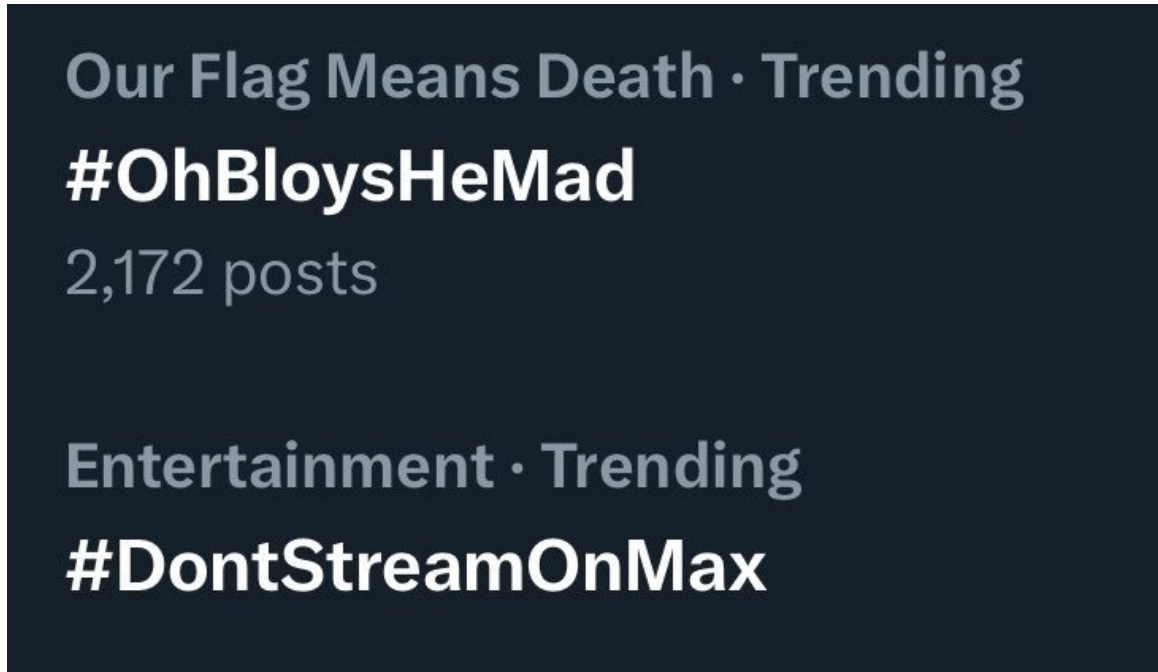 Our Flag Means Death · Trending
#OhBloysHeMad
2,172 posts
Entertainment · Trending
#DontStreamOnMax